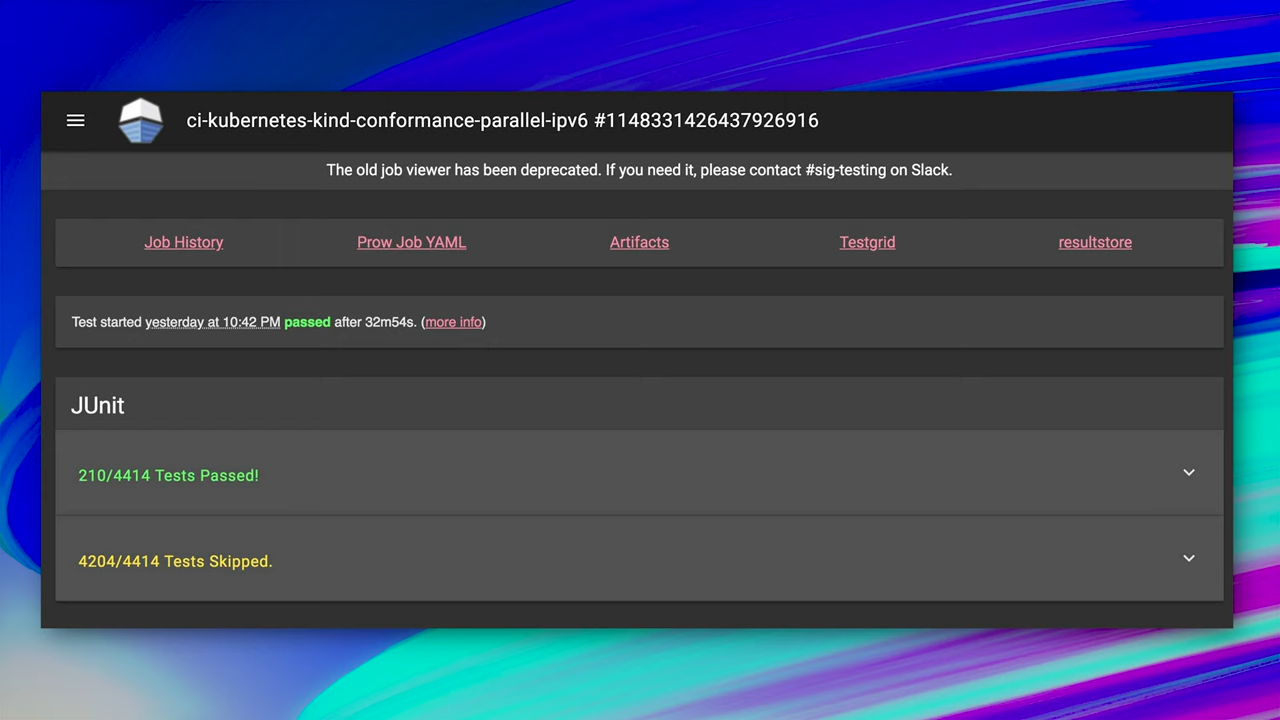 ci-kubernetes-kind-conformance-parallel-ipv6 #1148331426437926916
The old job viewer has been deprecated. If you need it, please contact #sig-testing on Slack.
Job History Prow Job YAML Artifacts Testgrid resultstore
Test started yesterday at 10:42 PM passed after 32m54s. (more info)
JUnit
210/4414 Tests Passed!
4204/4414 Tests Skipped.